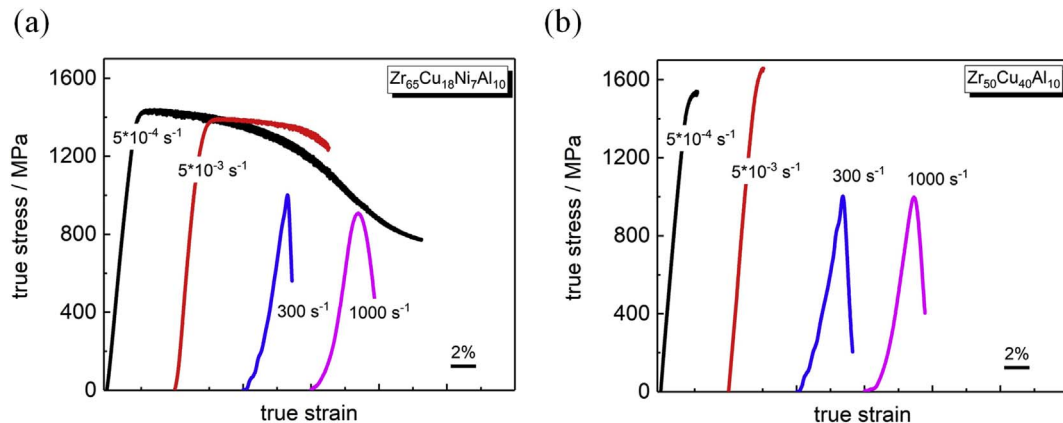 (a)
Zr65Cu18Ni7Al10
1600
1200
800
400
0
true stress / MPa
5*10-4 s-1
5*10-3 s-1
300 s-1
1000 s-1
2%
true strain
(b)
Zr50Cu40Al10
1600
1200
800
400
0
true stress / MPa
5*10-4 s-1
5*10-3 s-1
300 s-1
1000 s-1
2%
true strain